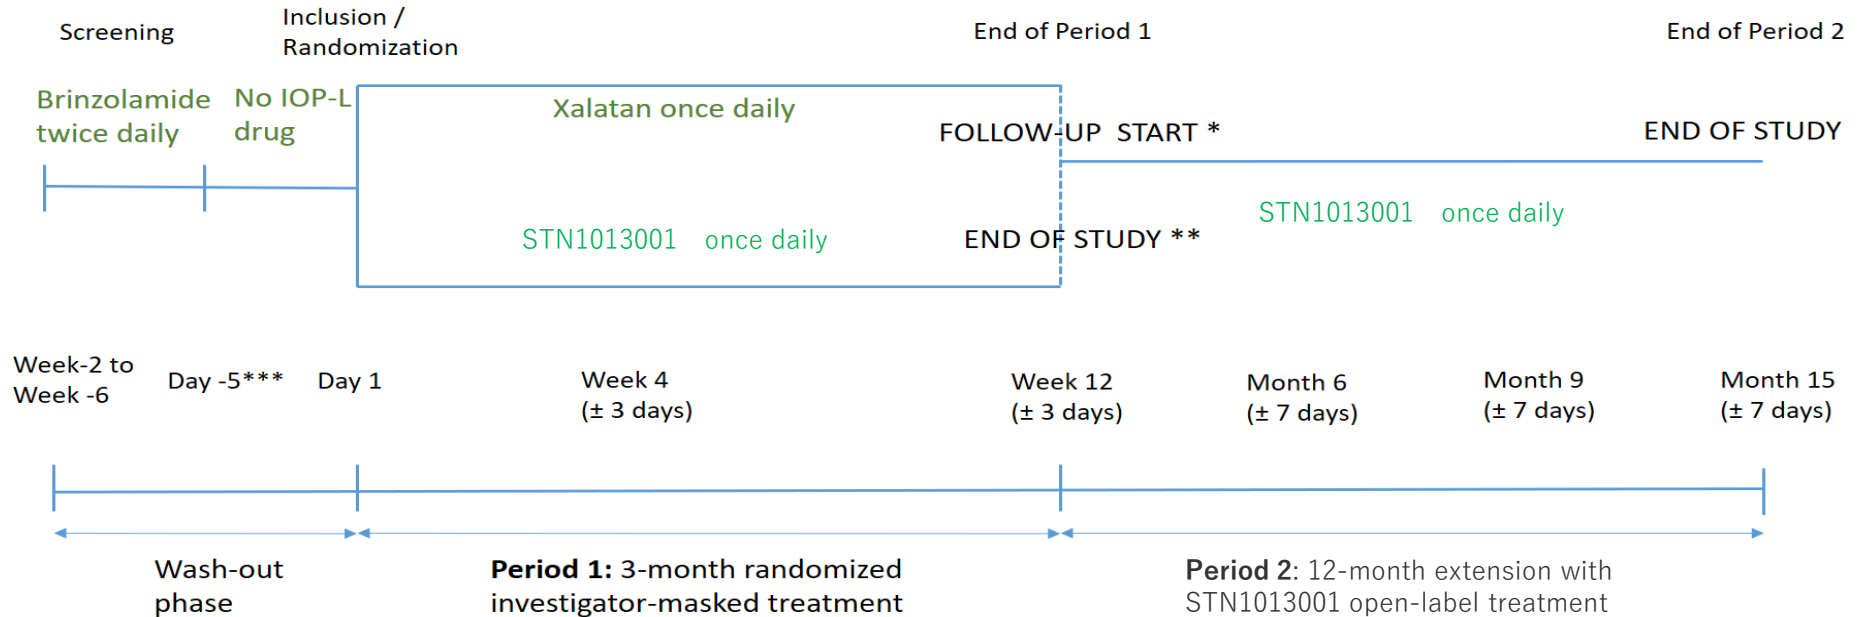 Screening
Inclusion /
Randomization
End of Period 1
End of Period 2
Brinzolamide
twice daily
No IOP-L
drug
Xalatan once daily
FOLLOW-UP START *
END OF STUDY
STN1013001 once daily
END OF STUDY **
STN1013001 once daily
Week-2 to
Week -6
Day -5***
Day 1
Week 4
(± 3 days)
Week 12
(± 3 days)
Month 6
(± 7 days)
Month 9
(± 7 days)
Month 15
(± 7 days)
Wash-out
phase
Period 1: 3-month randomized
investigator-masked treatment
Period 2: 12-month extension with
STN1013001 open-label treatment